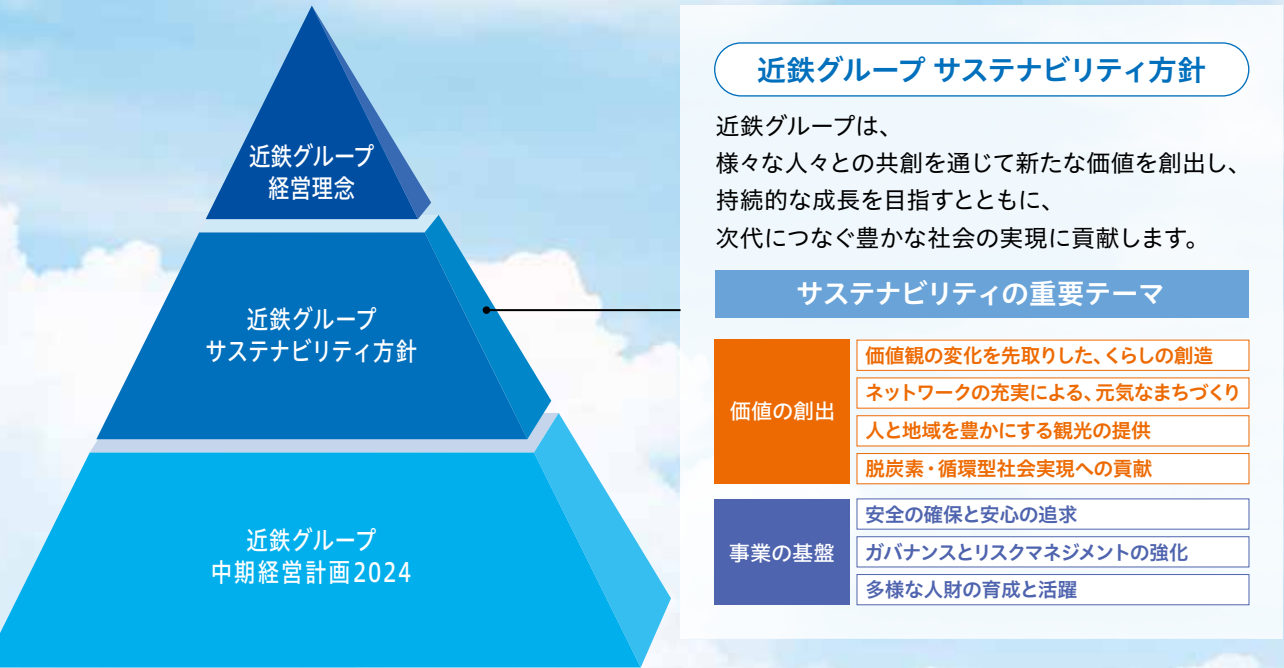 近鉄グループ
経営理念
近鉄グループ
サステナビリティ方針
近鉄グループ
中期経営計画2024
近鉄グループ サステナビリティ方針
近鉄グループは、
様々な人々との共創を通じて新たな価値を創出し、
持続的な成長を目指すとともに、
次代につなぐ豊かな社会の実現に貢献します。
サステナビリティの重要テーマ
価値の創出
価値観の変化を先取りした、くらしの創造
ネットワークの充実による、元気なまちづくり
人と地域を豊かにする観光の提供
脱炭素・循環型社会実現への貢献
事業の基盤
安全の確保と安心の追求
ガバナンスとリスクマネジメントの強化
多様な人財の育成と活躍